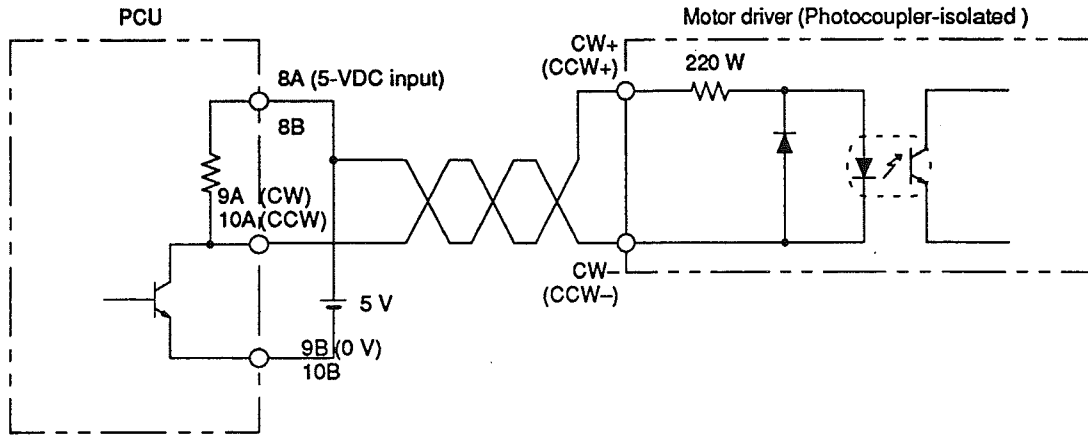 PCU
Motor driver (Photocoupler-isolated )
CW+
(CCW+)
220 W
8A (5-VDC input)
8B
9A (CW)
10A (CCW)
CW–
(CCW–)
5 V
9B (0 V)
10B